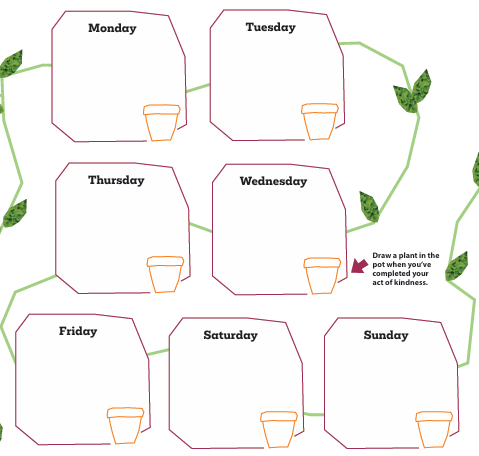 Monday
Tuesday
Thursday
Wednesday
Draw a plant in the
pot when you've
completed your
act of kindness.
Friday
Saturday
Sunday